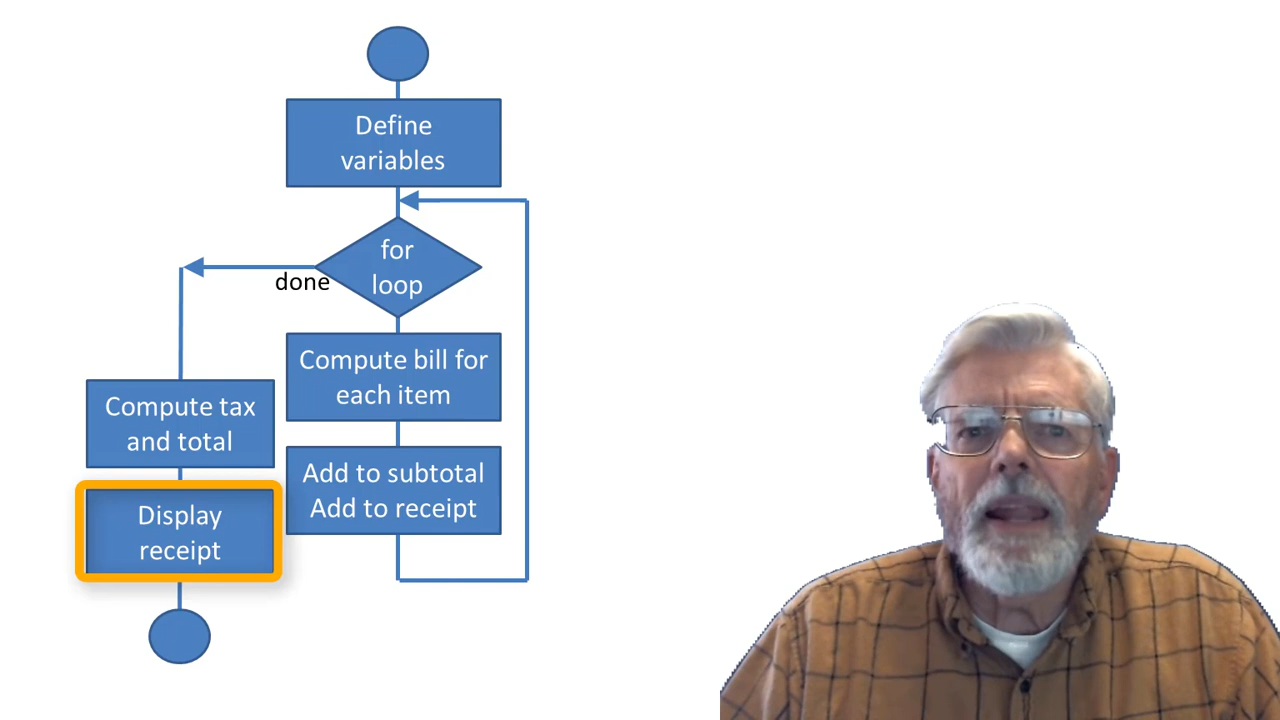 Define
variables
for
loop
done
Compute bill for
each item
Add to subtotal
Add to receipt
Compute tax
and total
Display
receipt